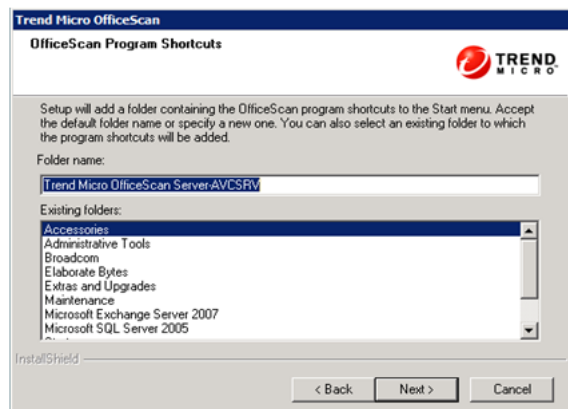 Trend Micro OfficeScan
OfficeScan Program Shortcuts
TREND
MICRO
Setup will add a folder containing the OfficeScan program shortcuts to the Start menu. Accept
the default folder name or specify a new one. You can also select an existing folder to which
the program shortcuts will be added.
Folder name:
Trend Micro OfficeScan Server-AVCSRV
Existing folders:
Accessories
Administrative Tools
Broadcom
Elaborate Bytes
Extras and Upgrades
Maintenance
Microsoft Exchange Server 2007
Microsoft SQL Server 2005
InstallShield
< Back
Next >
Cancel